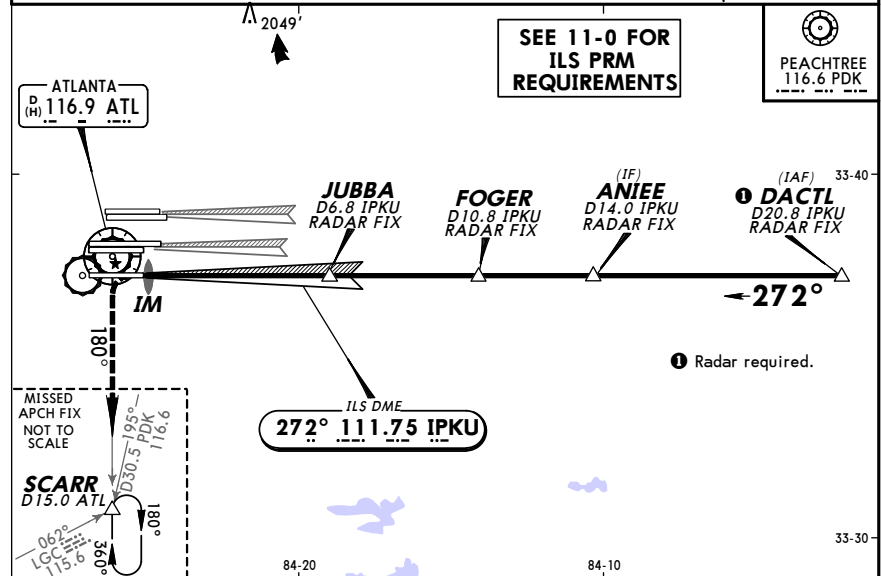 2049'
SEE 11-0 FOR
ILS PRM
REQUIREMENTS
PEACHTREE
116.6 PDK
ATLANTA
D
(H) 116.9 ATL
33-40
JUBBA
D6.8 IPKU
RADAR FIX
FOGER
D10.8 IPKU
RADAR FIX
(IF)
ANIEE
D14.0 IPKU
RADAR FIX
(IAF)
1 DACTL
D20.8 IPKU
RADAR FIX
IM
272°
180°
1 Radar required.
ILS DME
272° 111.75 IPKU
MISSED
APCH FIX
NOT TO
SCALE
195°
D30.5 PDK
116.6
SCARR
D15.0 ATL
180°
360°
062°
LGC
115.6
33-30
84-20
84-10